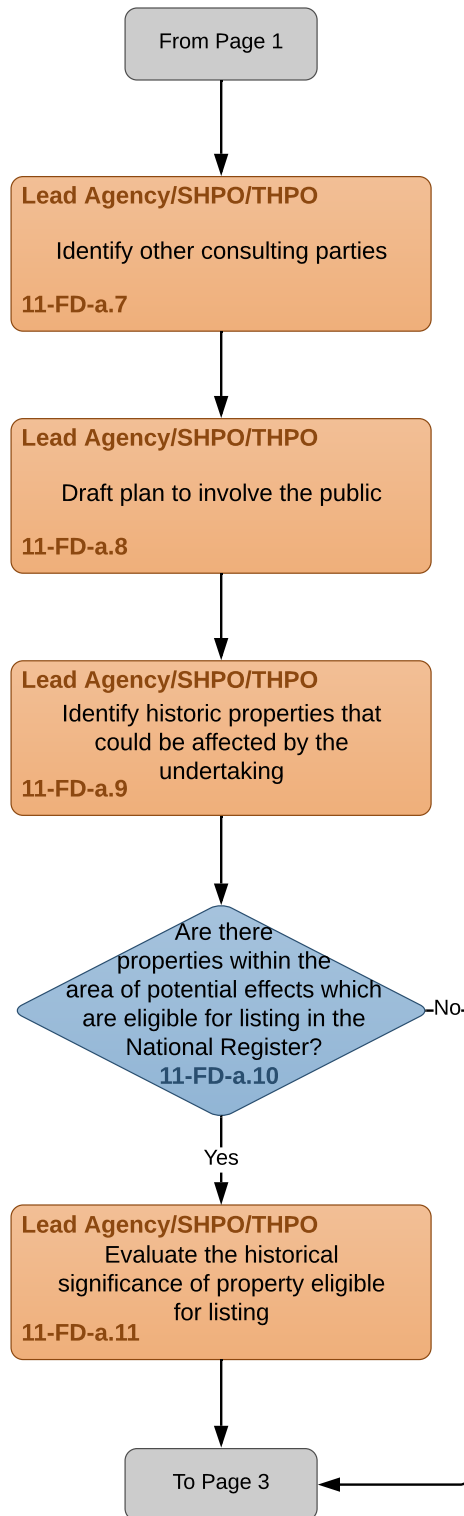 From Page 1
Lead Agency/SHPO/THPO
Identify other consulting parties
11-FD-a.7
Lead Agency/SHPO/THPO
Draft plan to involve the public
11-FD-a.8
Lead Agency/SHPO/THPO
Identify historic properties that
could be affected by the
undertaking
11-FD-a.9
Are there
properties within the
area of potential effects which
are eligible for listing in the
National Register?
11-FD-a.10
No
Yes
Lead Agency/SHPO/THPO
Evaluate the historical
significance of property eligible
for listing
11-FD-a.11
To Page 3